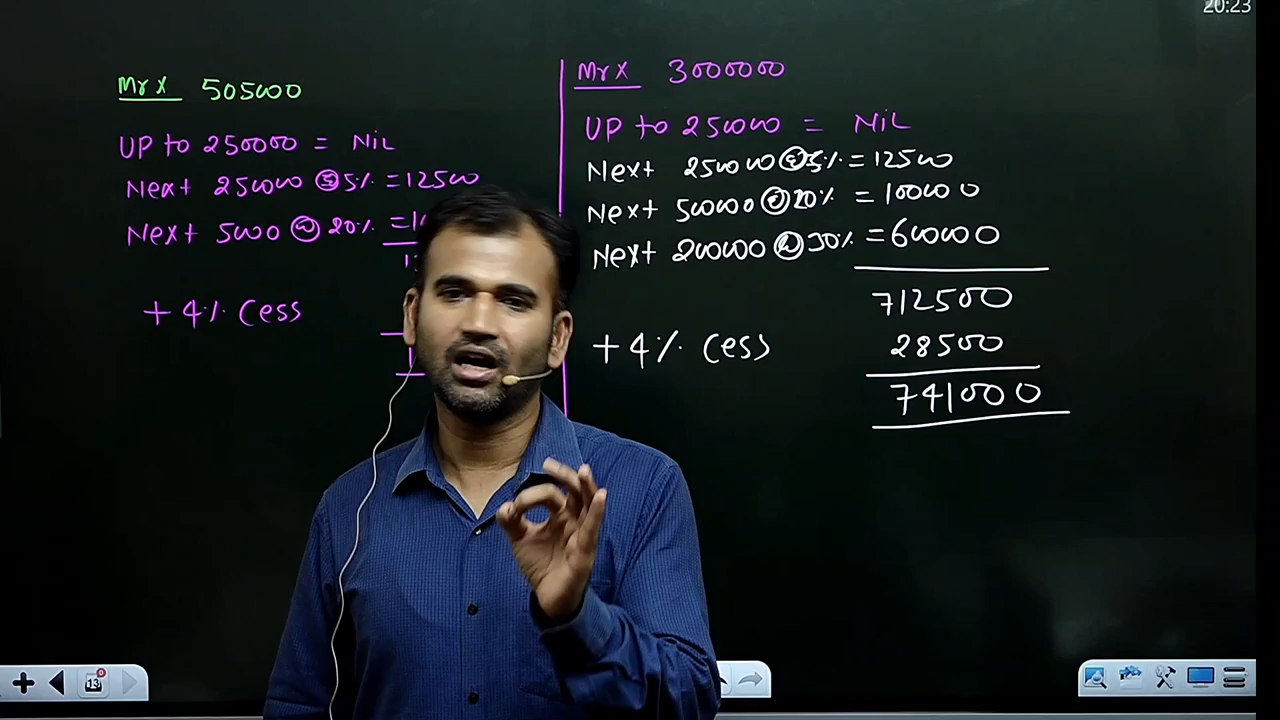 20:23
Mr X 505000
UP to 250000 = NiL
Next 250000 @ 5% = 12500
Next 5000 @ 20% =
+ 4% Cess
Mr X 3000000
UP to 250000 = NiL
Next 250000 @ 5% = 12500
Next 500000 @ 20% = 100000
Next 2000000 @ 30% = 600000
712500
+ 4% Cess 28500
741000
13